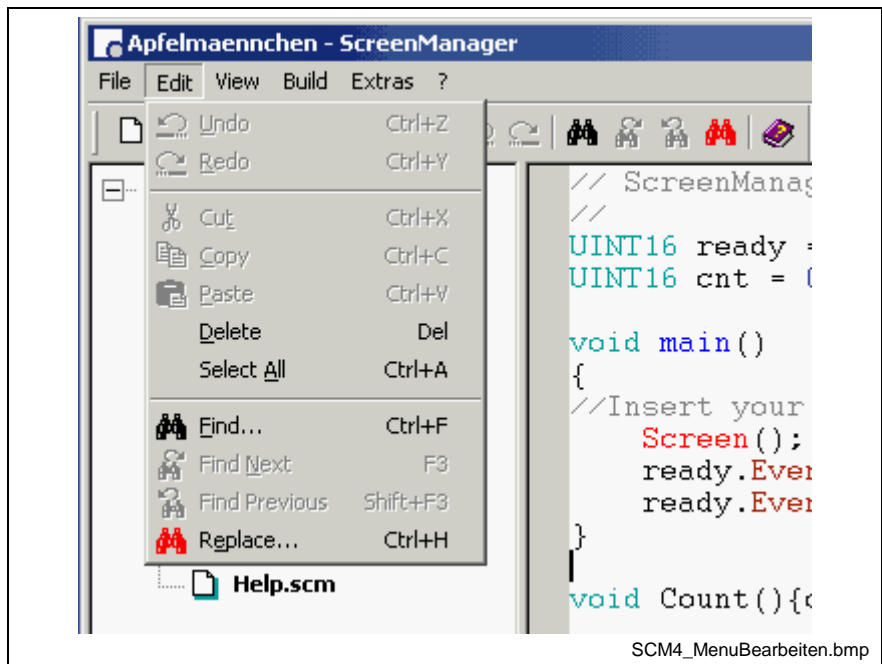 Apfelmaennchen - ScreenManager
File Edit View Build Extras ?
Undo Ctrl+Z
Redo Ctrl+Y
Cut Ctrl+X
Copy Ctrl+C
Paste Ctrl+V
Delete Del
Select All Ctrl+A
Find... Ctrl+F
Find Next F3
Find Previous Shift+F3
Replace... Ctrl+H
Help.scm
// ScreenManag
//
UINT16 ready =
UINT16 cnt =
void main()
{
//Insert your
Screen();
ready.Ever
ready.Ever
}
void Count(){
SCM4_MenuBearbeiten.bmp